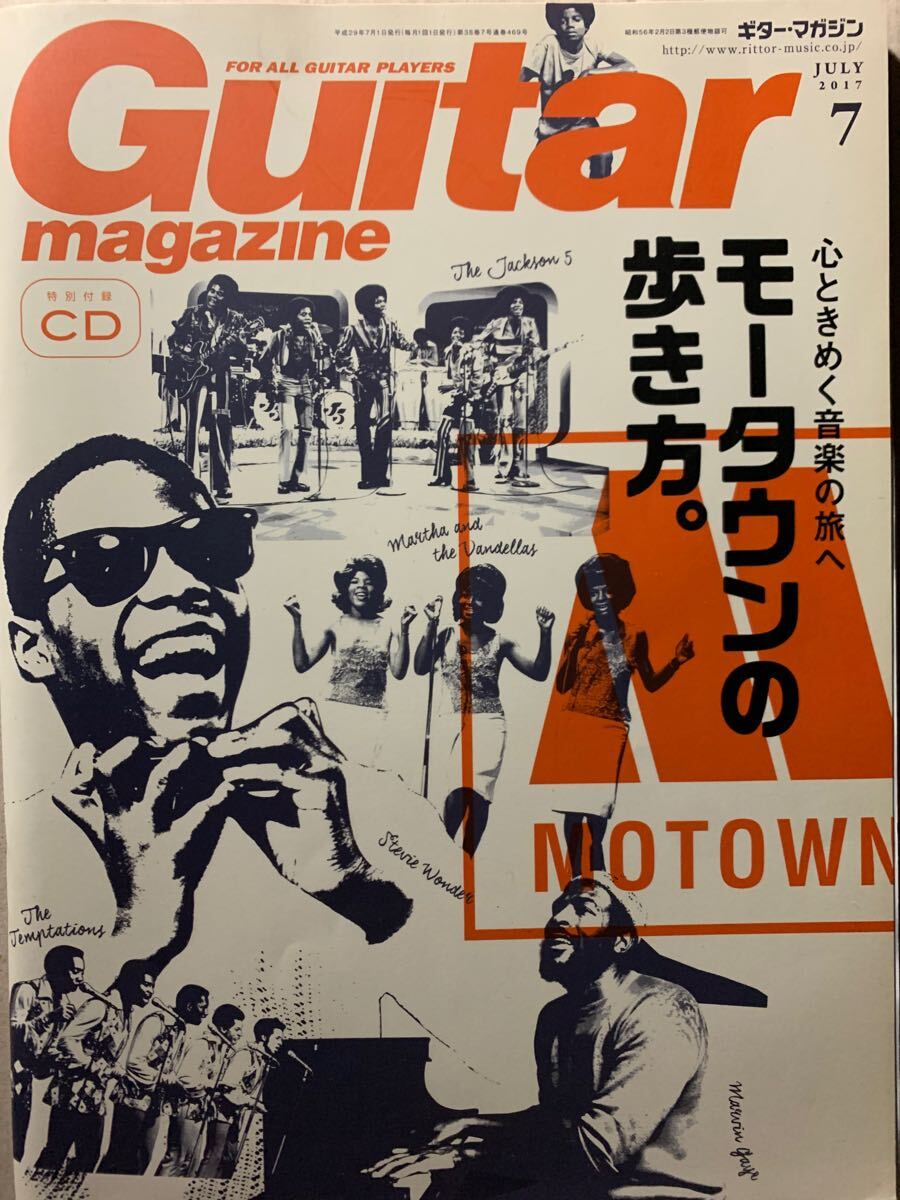 平成29年7月1日発行(毎月1回1日発行)第38巻7号通巻469号
昭和56年2月2日第3種郵便物認可
ギター・マガジン
http://www.rittor-music.co.jp/
FOR ALL GUITAR PLAYERS
JULY
2017
7
Guitar
magazine
特別付録
CD
心ときめく音楽の旅へ
モータウンの
歩き方。
The Jackson 5
Martha and
the Vandellas
MOTOWN
Stevie Wonder
The
Temptations
Marvin Gaye